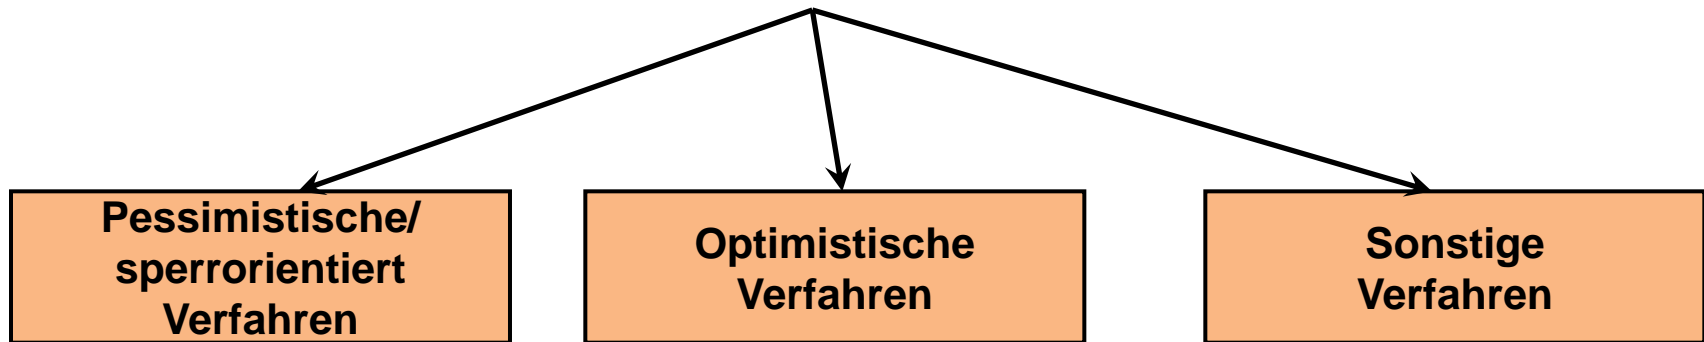 Pessimistische/
sperrorientiert
Verfahren
Optimistische
Verfahren
Sonstige
Verfahren